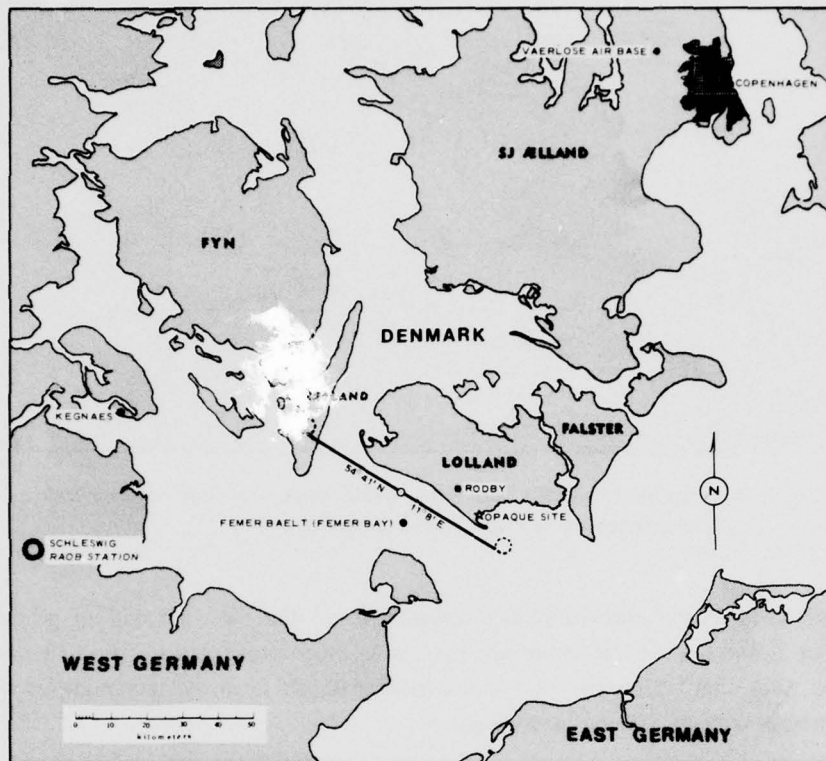 VAERLOSE AIR BASE
COPENHAGEN
SJ ÆLLAND
FYN
DENMARK
KEGNAES
FALSTER
LOLLAND
RODBY
54°41'N
11°8'E
OPAQUE SITE
FEMER BAELT (FEMER BAY)
N
SCHLESWIG
RAOB STATION
WEST GERMANY
0 10 20 30 40 50
kilometers
EAST GERMANY